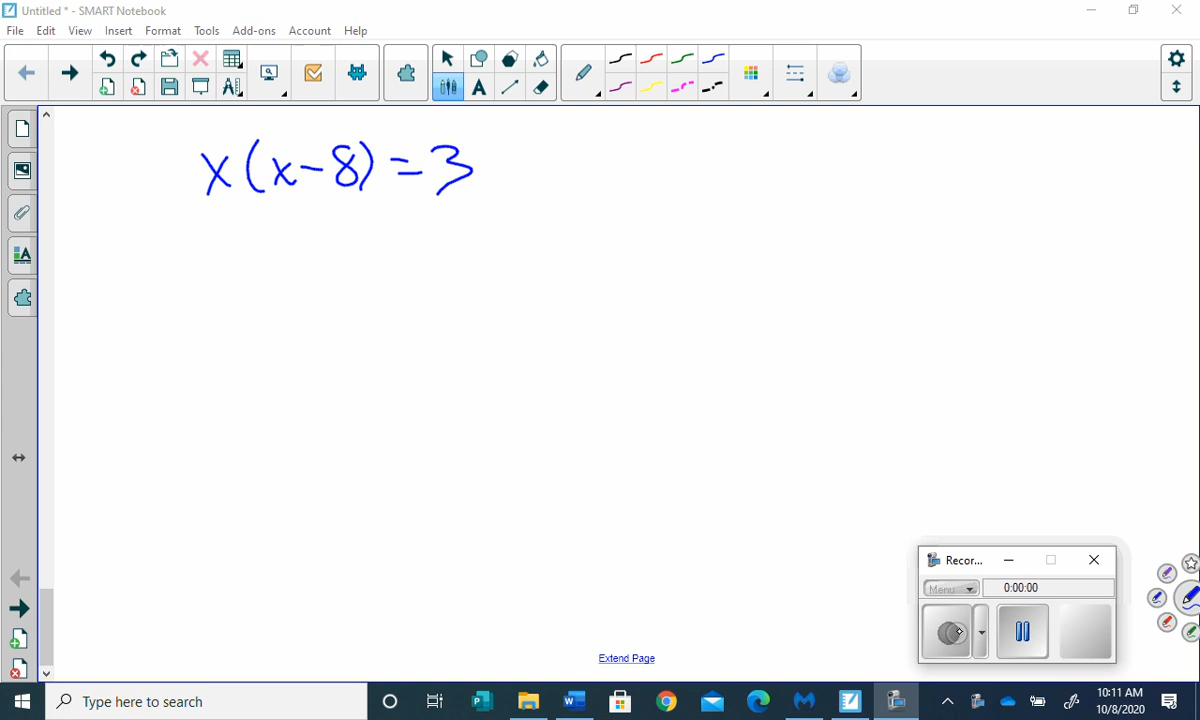 Untitled * - SMART Notebook
File Edit View Insert Format Tools Add-ons Account Help
x(x-8)=3
Recor...
Menu 0:00:00
Extend Page
Type here to search
10:11 AM
10/8/2020